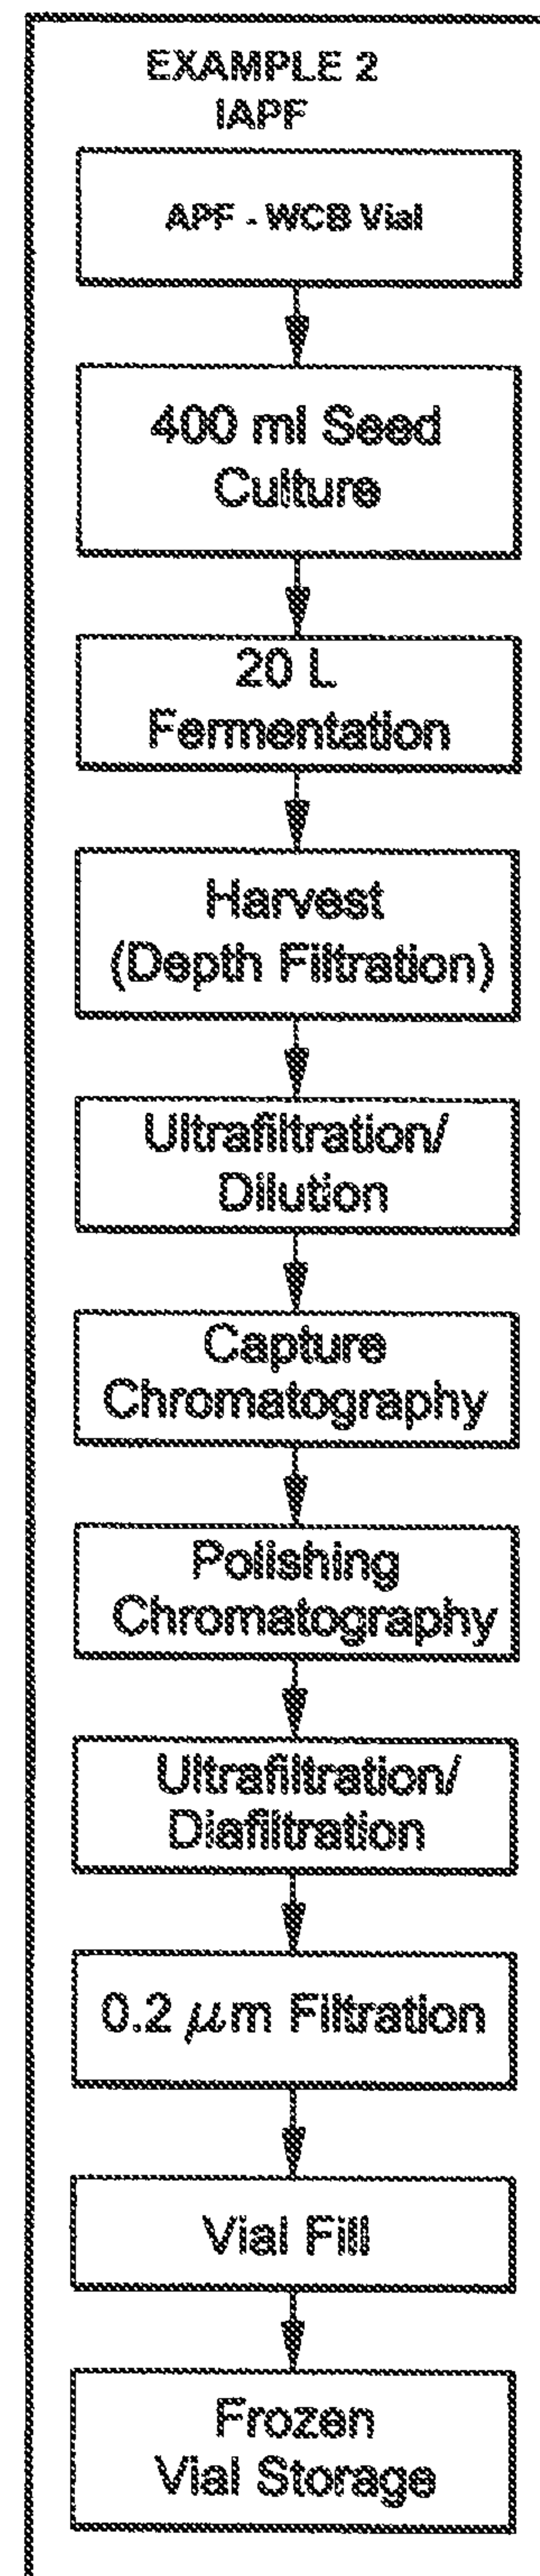 EXAMPLE 2
IAPF
APF - WCB Vial
400 ml Seed
Culture
20 L
Fermentation
Harvest
(Depth Filtration)
Ultrafiltration/
Dilution
Capture
Chromatography
Polishing
Chromatography
Ultrafiltration/
Diafiltration
0.2 μm Filtration
Vial Fill
Frozen
Vial Storage